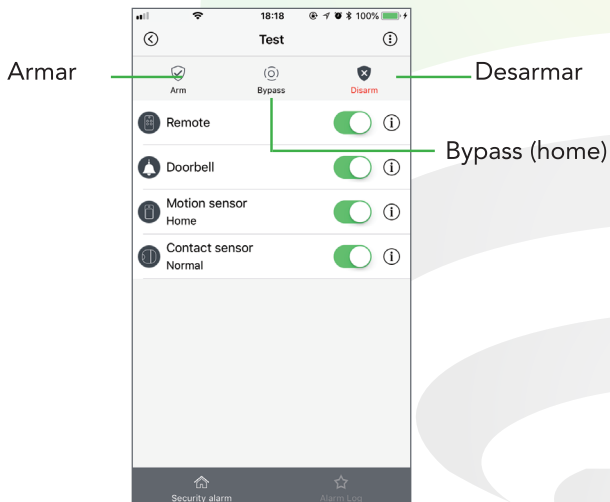 18:18
100%
Test
Armar
Desarmar
Arm
Bypass
Disarm
Remote
Bypass (home)
Doorbell
Motion sensor
Home
Contact sensor
Normal
Security alarm
Alarm Log